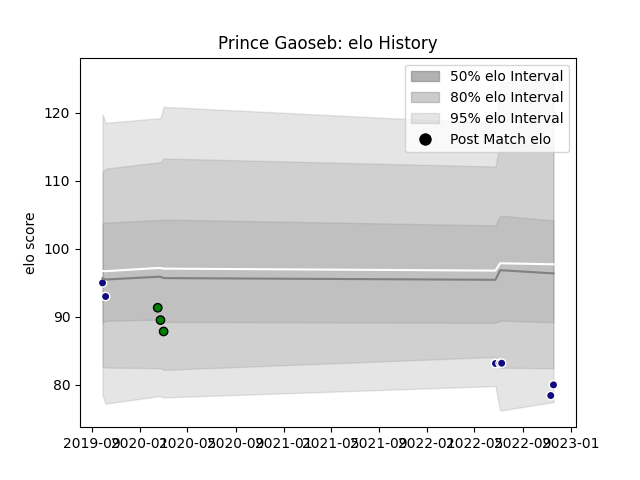 Prince Gaoseb: elo History
50% elo Interval
80% elo Interval
95% elo Interval
Post Match elo
elo score
120
110
100
90
80
2019-09 2020-01 2020-05 2020-09 2021-01 2021-05 2021-09 2022-01 2022-05 2022-09 2023-01